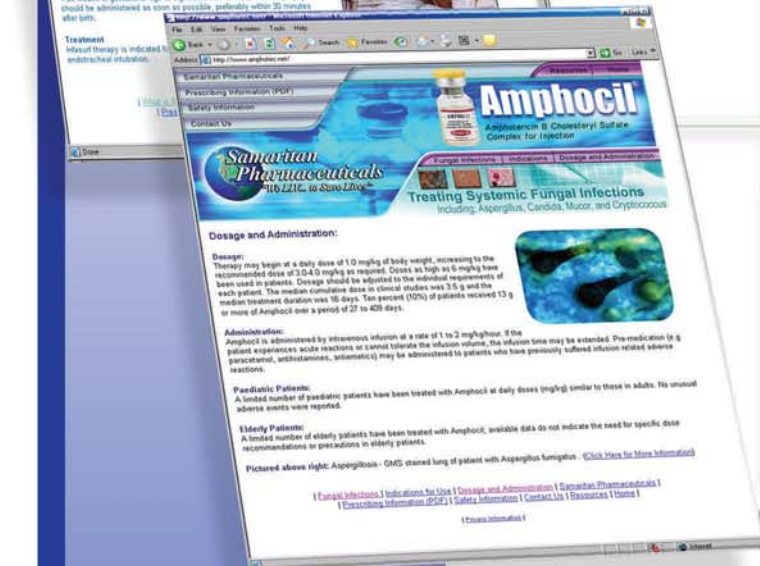 should be administered as soon as possible, preferably within 30 minutes
after birth.
Treatment
Infasurf therapy is indicated
endotracheal intubation.
Done
http://www.amphotec.net/ - Microsoft Internet Explorer
File Edit View Favorites Tools Help
Back Search Favorites
Address http://www.amphotec.net/ Go Links
Samaritan Pharmaceuticals
Prescribing Information (PDF)
Safety Information
Contact Us
Resources Home
Amphocil
Amphotericin B Cholesteryl Sulfate
Complex for Injection
Samaritan
Pharmaceuticals
"We LIVE... to Save Lives"
Fungal Infections | Indications | Dosage and Administration
Treating Systemic Fungal Infections
Including; Aspergillus, Candida, Mucor, and Cryptococcus
Dosage and Administration:
Dosage:
Therapy may begin at a daily dose of 1.0 mg/kg of body weight, increasing to the
recommended dose of 3.0-4.0 mg/kg as required. Doses as high as 6 mg/kg have
been used in patients. Dosage should be adjusted to the individual requirements of
each patient. The median cumulative dose in clinical studies was 3.5 g and the
median treatment duration was 16 days. Ten percent (10%) of patients received 13 g
or more of Amphocil over a period of 27 to 409 days.
Administration:
Amphocil is administered by intravenous infusion at a rate of 1 to 2 mg/kg/hour. If the
patient experiences acute reactions or cannot tolerate the infusion volume, the infusion time may be extended. Pre-medication (e.g.
paracetamol, antihistamines, antiemetics) may be administered to patients who have previously suffered infusion related adverse
reactions.
Paediatric Patients:
A limited number of paediatric patients have been treated with Amphocil at daily doses (mg/kg) similar to those in adults. No unusual
adverse events were reported.
Elderly Patients:
A limited number of elderly patients have been treated with Amphocil, available data do not indicate the need for specific dose
recommendations or precautions in elderly patients.
Pictured above right: Aspergillosis - GMS stained lung of patient with Aspergillus fumigatus . (Click Here for More Information)
| Fungal Infections | Indications for Use | Dosage and Administration | Samaritan Pharmaceuticals |
| Prescribing Information (PDF) | Safety Information | Contact Us | Resources | Home |
| Privacy Information |
Internet